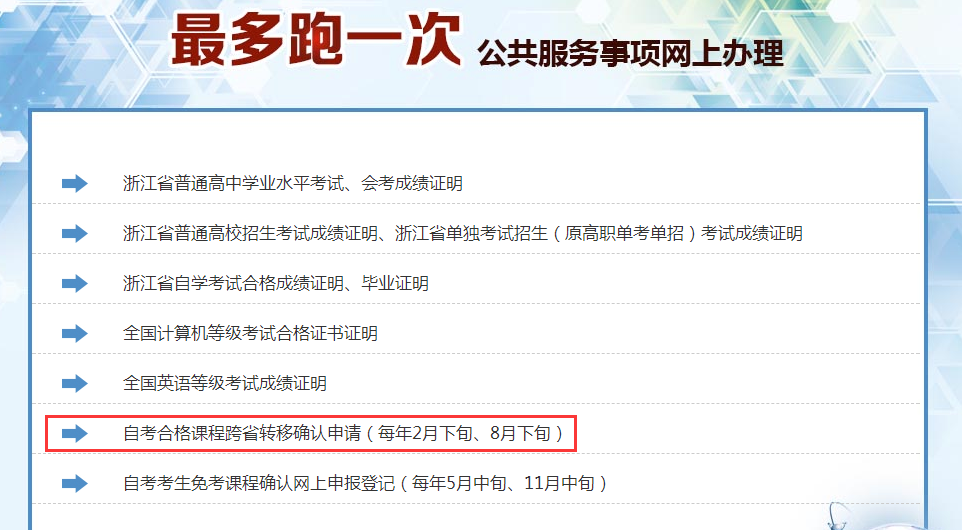 最多跑一次 公共服务事项网上办理
浙江省普通高中学业水平考试、会考成绩证明
浙江省普通高校招生考试成绩证明、浙江省单独考试招生（原高职单考单招）考试成绩证明
浙江省自学考试合格成绩证明、毕业证明
全国计算机等级考试合格证书证明
全国英语等级考试成绩证明
自考合格课程跨省转移确认申请（每年2月下旬、8月下旬）
自考考生免考课程确认网上申报登记（每年5月中旬、11月中旬）